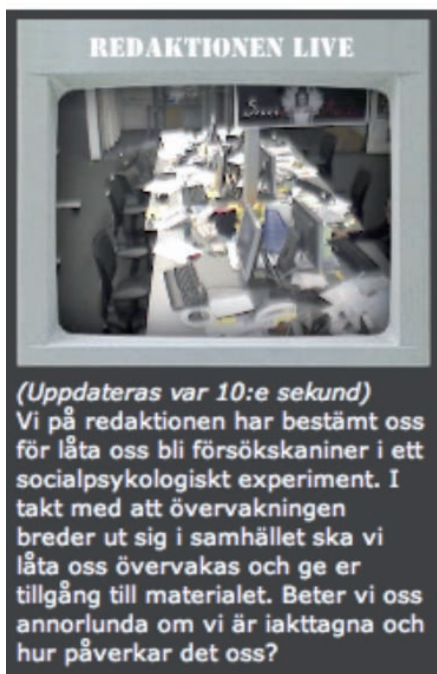 REDAKTIONEN LIVE
(Uppdateras var 10:e sekund)
Vi på redaktionen har bestämt oss
för låta oss bli försökskaniner i ett
socialpsykologiskt experiment. I
takt med att övervakningen
breder ut sig i samhället ska vi
låta oss övervakas och ge er
tillgång till materialet. Beter vi oss
annorlunda om vi är iakttagna och
hur påverkar det oss?